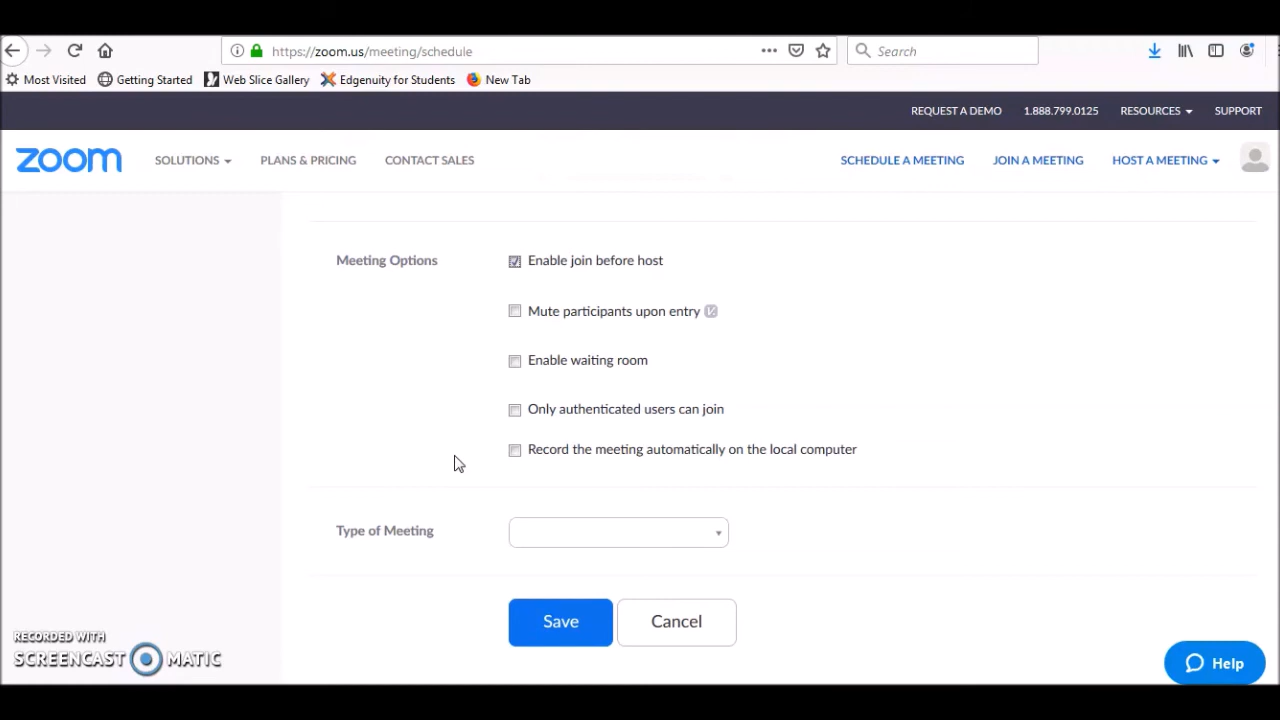 https://zoom.us/meeting/schedule
Search
Most Visited Getting Started Web Slice Gallery Edgenuity for Students New Tab
REQUEST A DEMO 1.888.799.0125 RESOURCES SUPPORT
zoom SOLUTIONS PLANS & PRICING CONTACT SALES SCHEDULE A MEETING JOIN A MEETING HOST A MEETING
Meeting Options Enable join before host
Mute participants upon entry
Enable waiting room
Only authenticated users can join
Record the meeting automatically on the local computer
Type of Meeting
Save Cancel
RECORDED WITH
SCREENCAST MATIC
Help